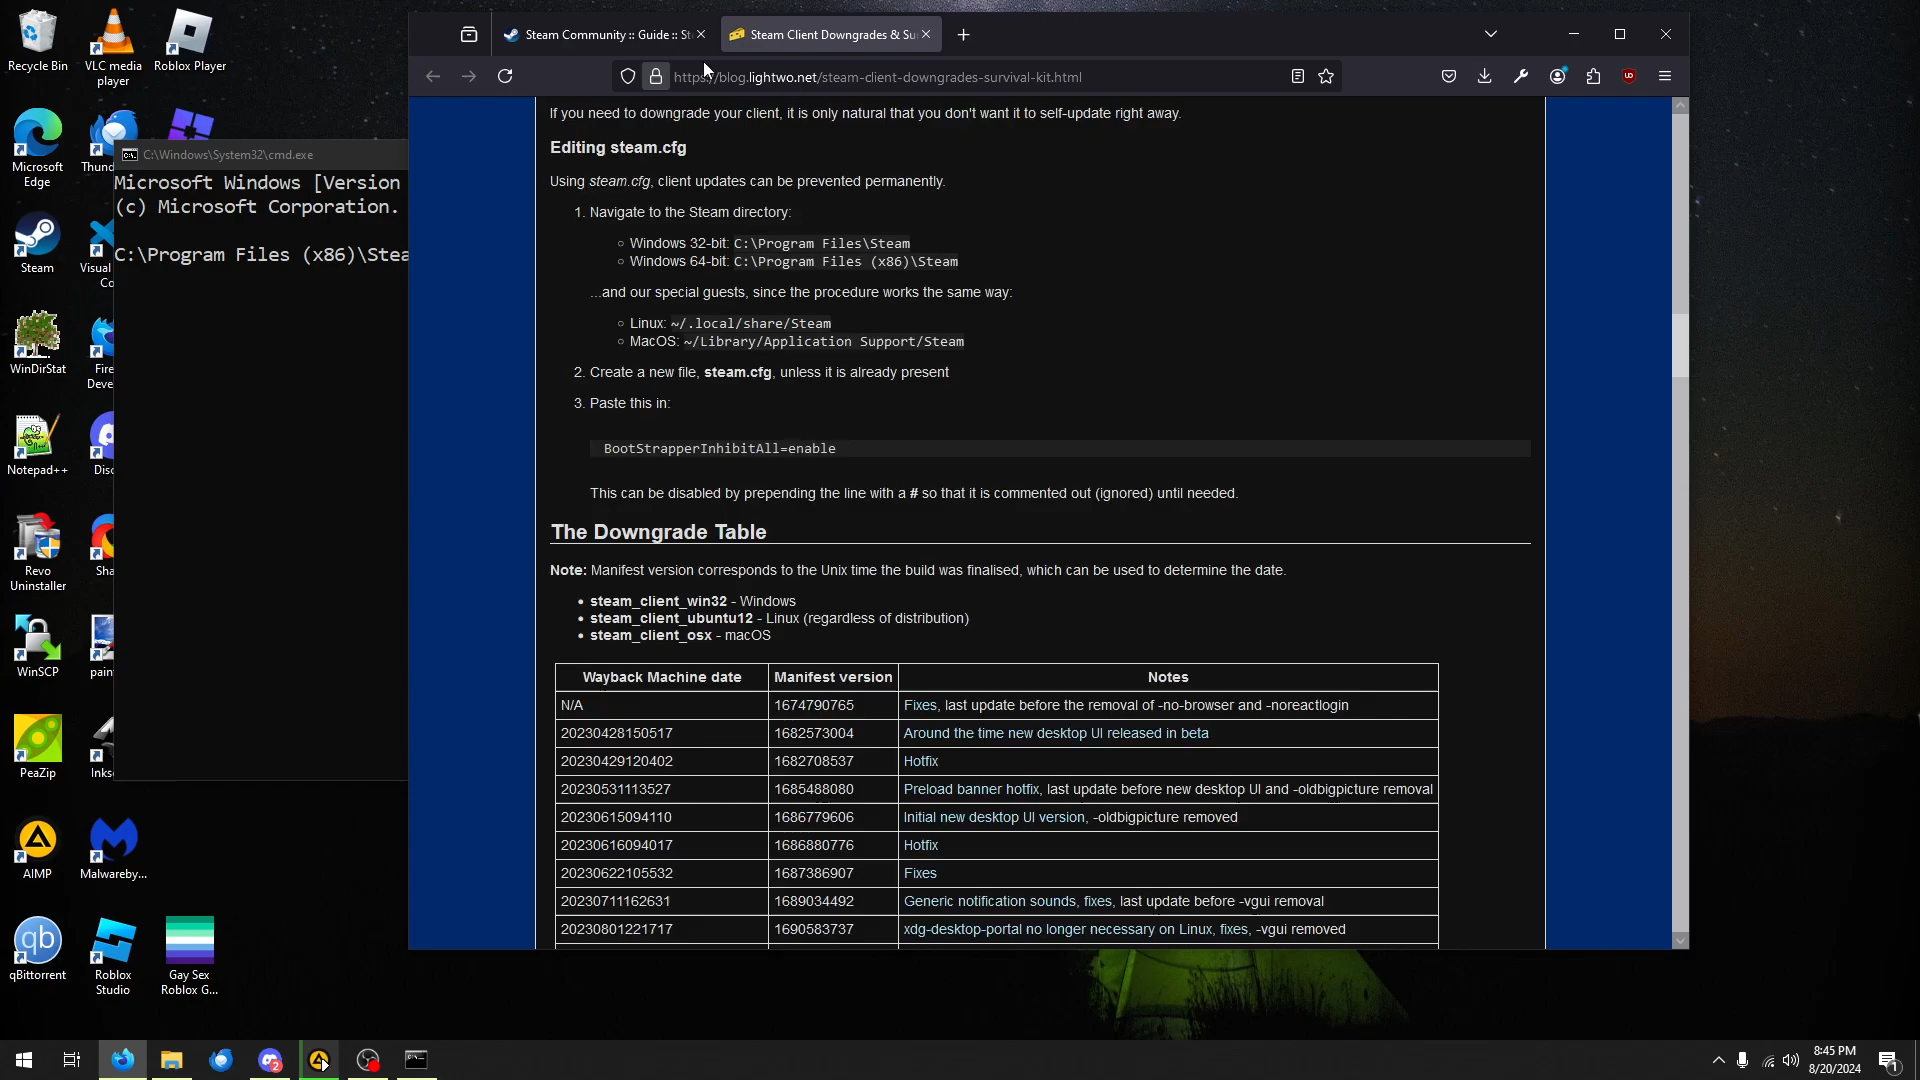 Recycle Bin
VLC media player
Roblox Player
Microsoft Edge
Thund
Steam
Visual
Co
WinDirStat
Fire
Deve
Notepad++
Disc
Revo Uninstaller
Sha
WinSCP
pain
PeaZip
Inksc
AIMP
Malwareby...
qBittorrent
Roblox Studio
Gay Sex Roblox G...
C:\Windows\System32\cmd.exe
Microsoft Windows [Version
(c) Microsoft Corporation.
C:\Program Files (x86)\Stea
Steam Community :: Guide :: St
Steam Client Downgrades & Su
https://blog.lightwo.net/steam-client-downgrades-survival-kit.html
If you need to downgrade your client, it is only natural that you don't want it to self-update right away.
Editing steam.cfg
Using steam.cfg, client updates can be prevented permanently.
1. Navigate to the Steam directory:
Windows 32-bit: C:\Program Files\Steam
Windows 64-bit: C:\Program Files (x86)\Steam
...and our special guests, since the procedure works the same way:
Linux: ~/.local/share/Steam
MacOS: ~/Library/Application Support/Steam
2. Create a new file, steam.cfg, unless it is already present
3. Paste this in:
BootStrapperInhibitAll=enable
This can be disabled by prepending the line with a # so that it is commented out (ignored) until needed.
The Downgrade Table
Note: Manifest version corresponds to the Unix time the build was finalised, which can be used to determine the date.
steam_client_win32 - Windows
steam_client_ubuntu12 - Linux (regardless of distribution)
steam_client_osx - macOS
Wayback Machine date Manifest version Notes
N/A 1674790765 Fixes, last update before the removal of -no-browser and -noreactlogin
20230428150517 1682573004 Around the time new desktop UI released in beta
20230429120402 1682708537 Hotfix
20230531113527 1685488080 Preload banner hotfix, last update before new desktop UI and -oldbigpicture removal
20230615094110 1686779606 Initial new desktop UI version, -oldbigpicture removed
20230616094017 1686880776 Hotfix
20230622105532 1687386907 Fixes
20230711162631 1689034492 Generic notification sounds, fixes, last update before -vgui removal
20230801221717 1690583737 xdg-desktop-portal no longer necessary on Linux, fixes, -vgui removed
2
8:45 PM
8/20/2024
1